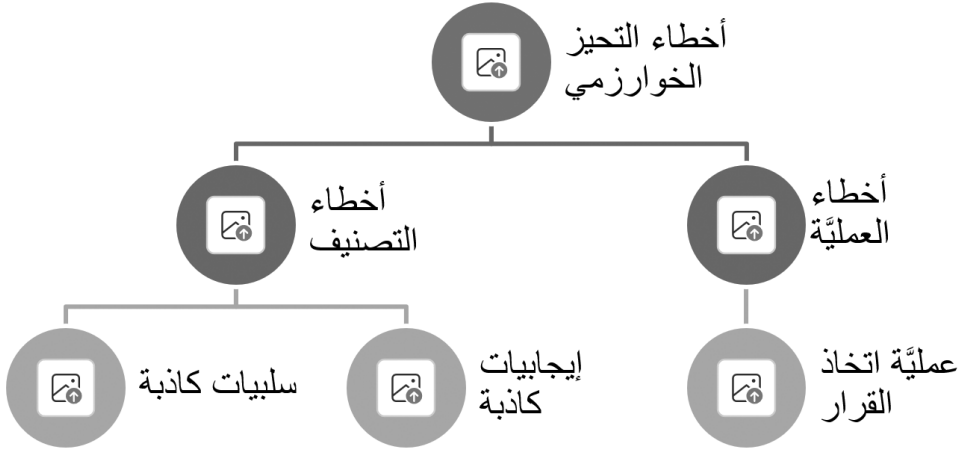 أخطاء التحيز
الخوارزمي
أخطاء
العمليَّة
أخطاء
التصنيف
عمليَّة اتخاذ
القرار
إيجابيات
كاذبة
سلبيات كاذبة